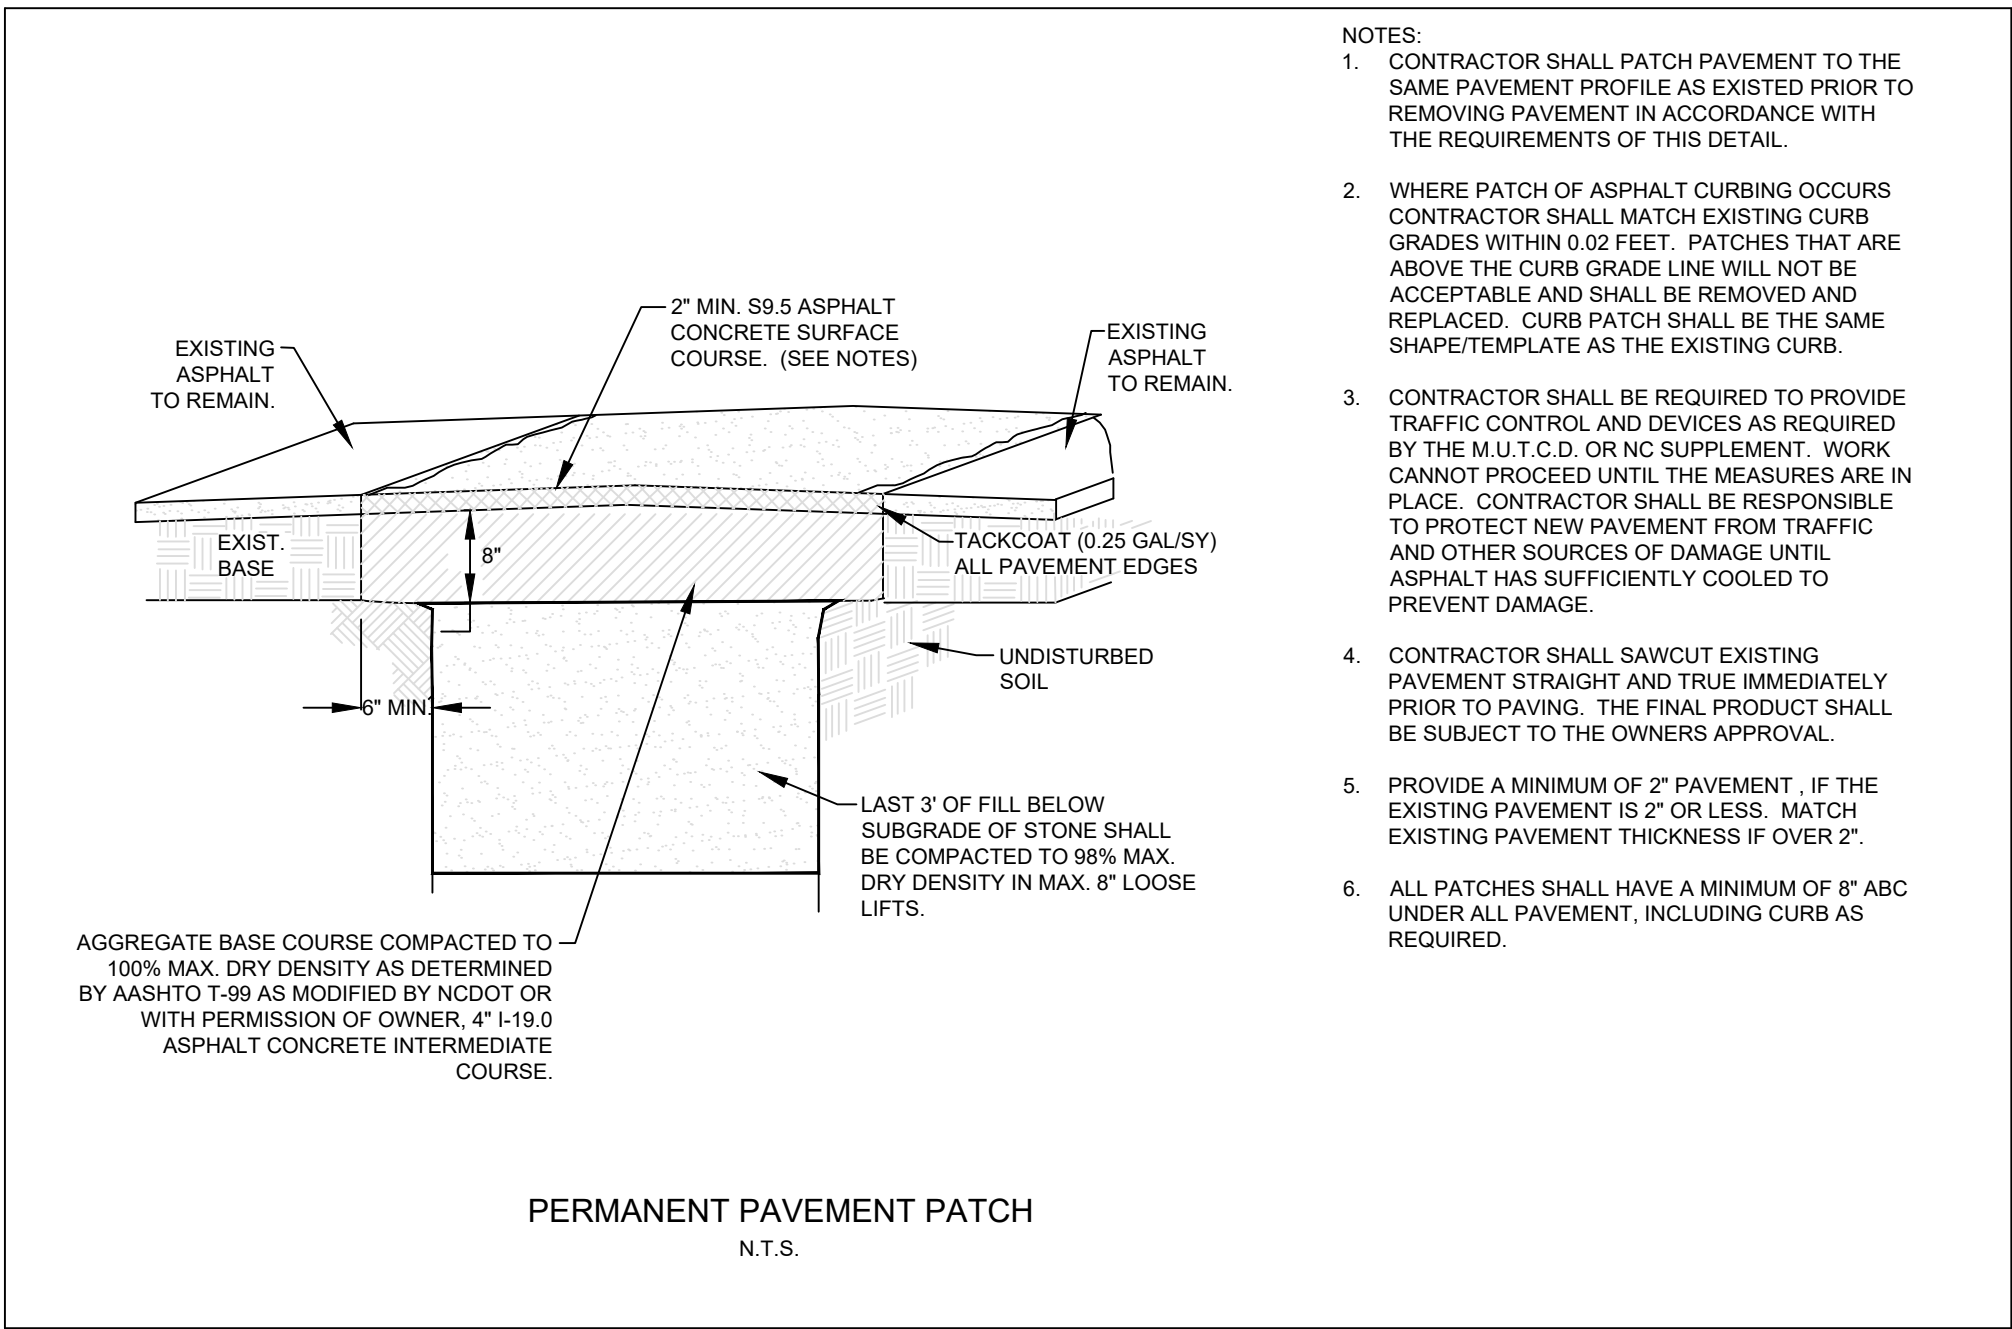 NOTES:
1. CONTRACTOR SHALL PATCH PAVEMENT TO THE
SAME PAVEMENT PROFILE AS EXISTED PRIOR TO
REMOVING PAVEMENT IN ACCORDANCE WITH
THE REQUIREMENTS OF THIS DETAIL.
2. WHERE PATCH OF ASPHALT CURBING OCCURS
CONTRACTOR SHALL MATCH EXISTING CURB
GRADES WITHIN 0.02 FEET. PATCHES THAT ARE
ABOVE THE CURB GRADE LINE WILL NOT BE
ACCEPTABLE AND SHALL BE REMOVED AND
REPLACED. CURB PATCH SHALL BE THE SAME
SHAPE/TEMPLATE AS THE EXISTING CURB.
3. CONTRACTOR SHALL BE REQUIRED TO PROVIDE
TRAFFIC CONTROL AND DEVICES AS REQUIRED
BY THE M.U.T.C.D. OR NC SUPPLEMENT. WORK
CANNOT PROCEED UNTIL THE MEASURES ARE IN
PLACE. CONTRACTOR SHALL BE RESPONSIBLE
TO PROTECT NEW PAVEMENT FROM TRAFFIC
AND OTHER SOURCES OF DAMAGE UNTIL
ASPHALT HAS SUFFICIENTLY COOLED TO
PREVENT DAMAGE.
4. CONTRACTOR SHALL SAWCUT EXISTING
PAVEMENT STRAIGHT AND TRUE IMMEDIATELY
PRIOR TO PAVING. THE FINAL PRODUCT SHALL
BE SUBJECT TO THE OWNERS APPROVAL.
5. PROVIDE A MINIMUM OF 2" PAVEMENT , IF THE
EXISTING PAVEMENT IS 2" OR LESS. MATCH
EXISTING PAVEMENT THICKNESS IF OVER 2".
6. ALL PATCHES SHALL HAVE A MINIMUM OF 8" ABC
UNDER ALL PAVEMENT, INCLUDING CURB AS
REQUIRED.
EXISTING
ASPHALT
TO REMAIN.
2" MIN. S9.5 ASPHALT
CONCRETE SURFACE
COURSE. (SEE NOTES)
EXISTING
ASPHALT
TO REMAIN.
EXIST.
BASE
8"
TACKCOAT (0.25 GAL/SY)
ALL PAVEMENT EDGES
UNDISTURBED
SOIL
6" MIN.
LAST 3' OF FILL BELOW
SUBGRADE OF STONE SHALL
BE COMPACTED TO 98% MAX.
DRY DENSITY IN MAX. 8" LOOSE
LIFTS.
AGGREGATE BASE COURSE COMPACTED TO
100% MAX. DRY DENSITY AS DETERMINED
BY AASHTO T-99 AS MODIFIED BY NCDOT OR
WITH PERMISSION OF OWNER, 4" I-19.0
ASPHALT CONCRETE INTERMEDIATE
COURSE.
PERMANENT PAVEMENT PATCH
N.T.S.